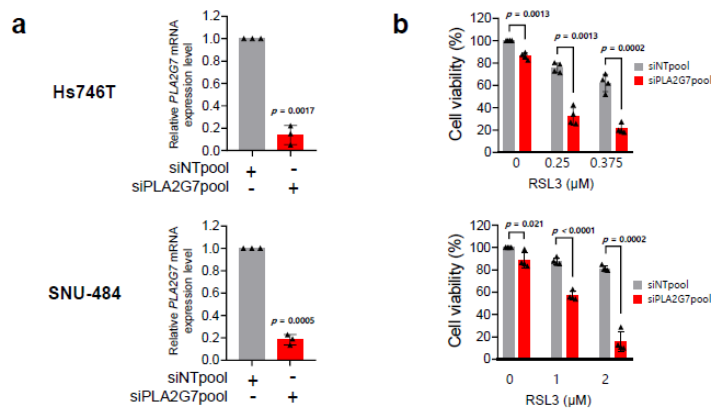 a
b
Hs746T
Relative PLA2G7 mRNA
expression level
1.2
1.0
0.8
0.6
0.4
0.2
0.0
p = 0.0017
siNTpool + -
siPLA2G7pool - +
Cell viability (%)
120
100
80
60
40
20
0
p = 0.0013
p = 0.0013
p = 0.0002
siNTpool
siPLA2G7pool
0 0.25 0.375
RSL3 (μM)
SNU-484
Relative PLA2G7 mRNA
expression level
1.2
1.0
0.8
0.6
0.4
0.2
0.0
p = 0.0005
siNTpool + -
siPLA2G7pool - +
Cell viability (%)
120
100
80
60
40
20
0
p = 0.021
p < 0.0001
p = 0.0002
siNTpool
siPLA2G7pool
0 1 2
RSL3 (μM)